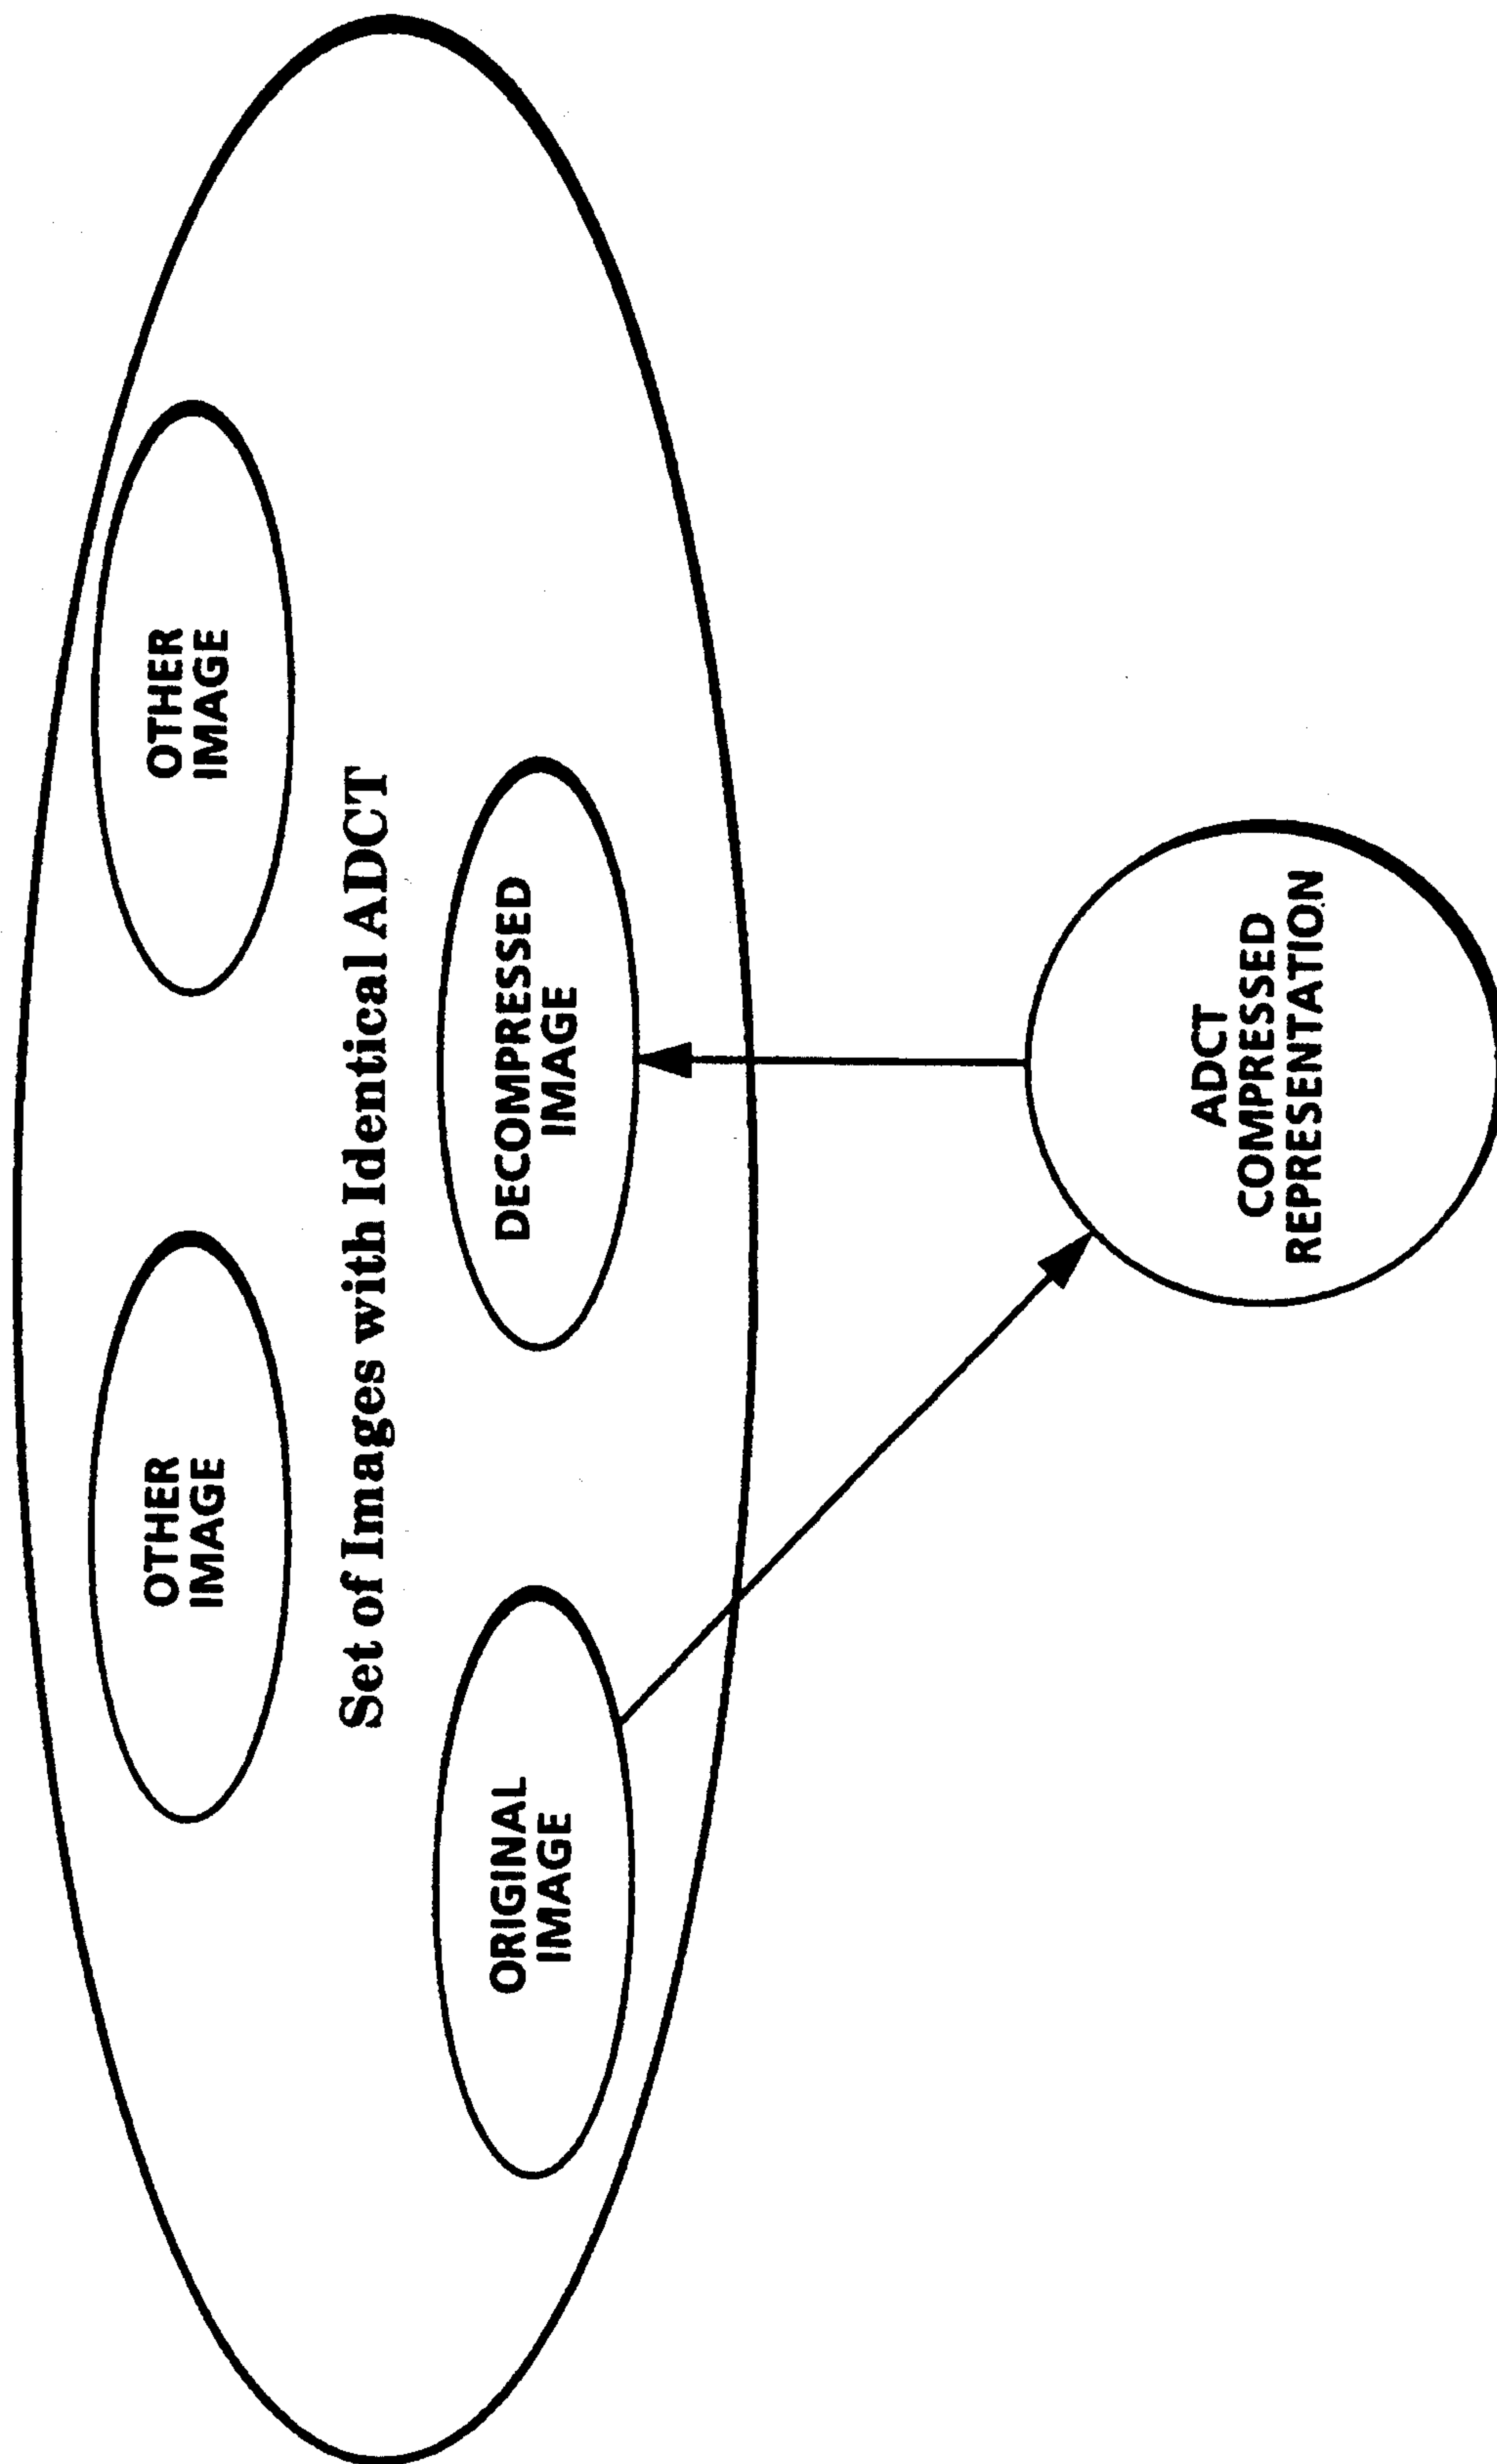 OTHER
IMAGE
OTHER
IMAGE
Set of Images with Identical ADCT
ORIGINAL
IMAGE
DECOMPRESSED
IMAGE
ADCT
COMPRESSED
REPRESENTATION